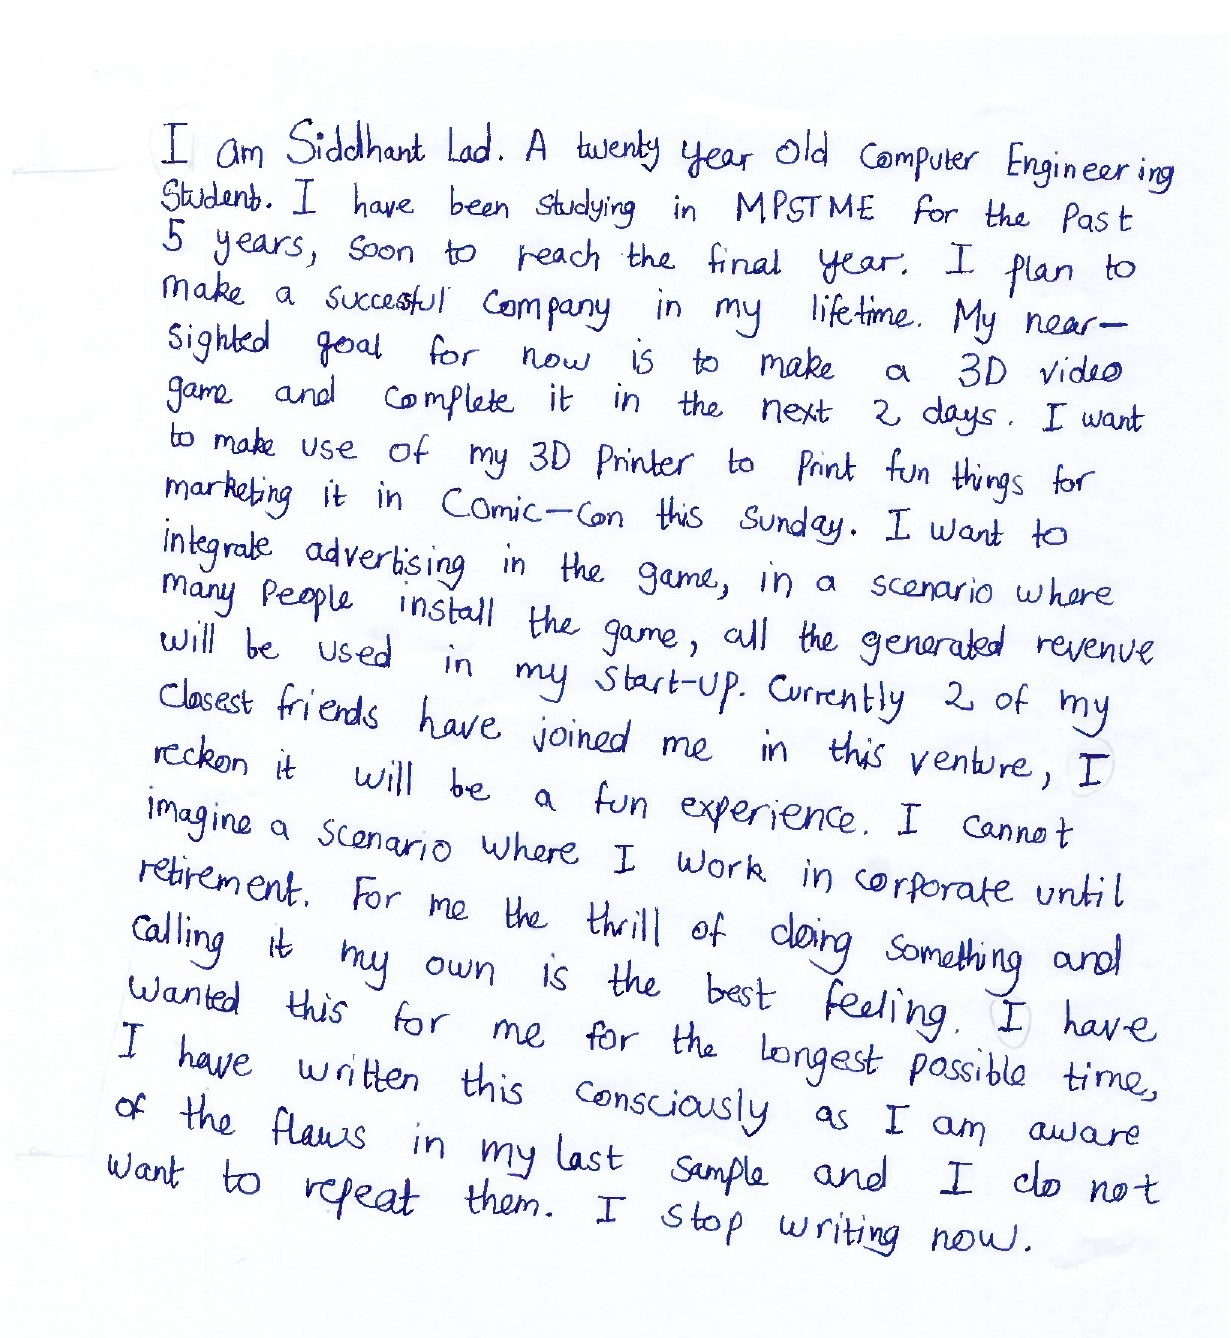 I am Siddhant Lad. A twenty year old Computer Engineering
Student. I have been studying in MPSTME for the past
5 years, soon to reach the final year. I plan to
make a succesful company in my lifetime. My near-
sighted goal for now is to make a 3D video
game and complete it in the next 2 days. I want
to make use of my 3D printer to print fun things for
marketing it in Comic-Con this Sunday. I want to
integrate advertising in the game, in a scenario where
many people install the game, all the generated revenue
will be used in my start-up. Currently 2 of my
closest friends have joined me in this venture, I
reckon it will be a fun experience. I cannot
imagine a scenario where I work in corporate until
retirement. For me the thrill of doing something and
calling it my own is the best feeling. I have
wanted this for me for the longest possible time,
I have written this consciously as I am aware
of the flaws in my last sample and I do not
want to repeat them. I stop writing now.